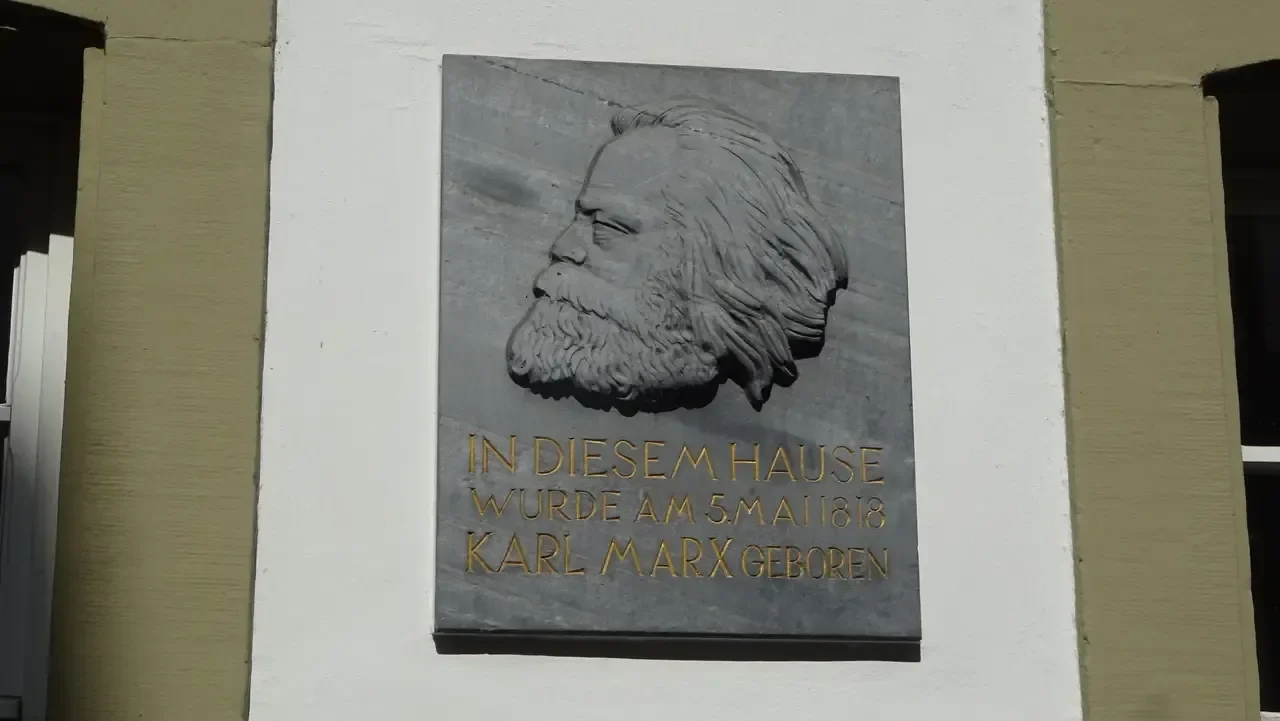 IN DIESEM HAUSE
WURDE AM 5. MAI 1818
KARL MARX GEBOREN